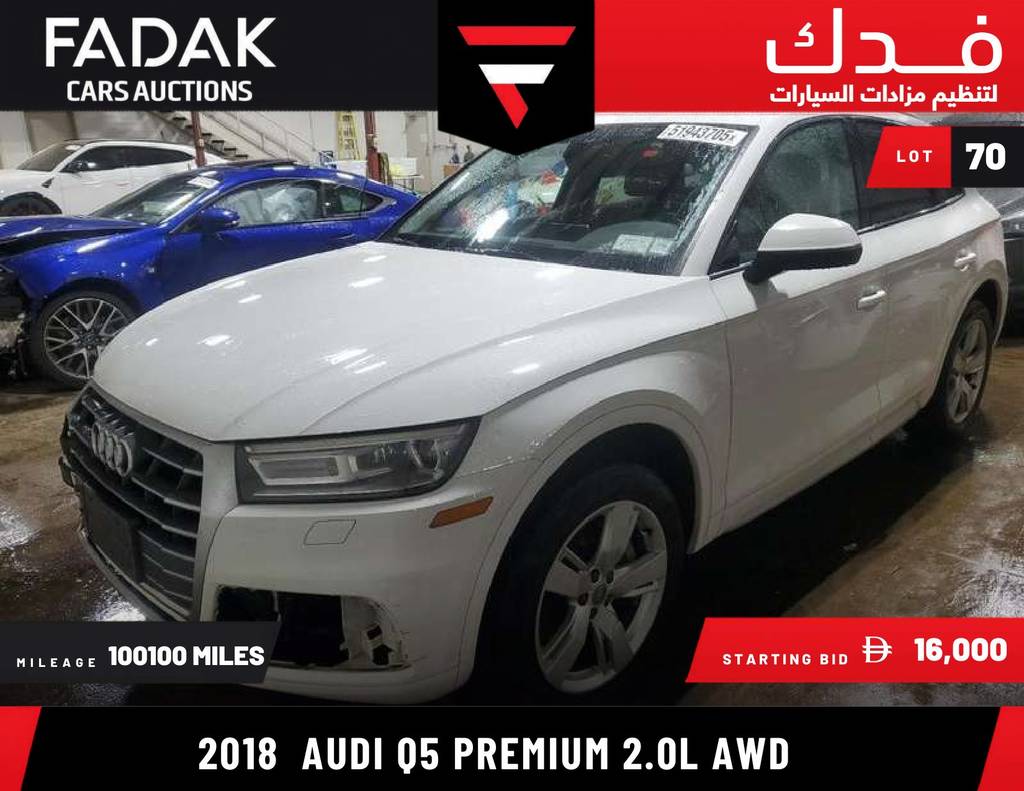 FADAK
CARS AUCTIONS
فدك
لتنظيم مزادات السيارات
51943705
LOT 70
MILEAGE 100100 MILES
STARTING BID 16,000
2018 AUDI Q5 PREMIUM 2.0L AWD